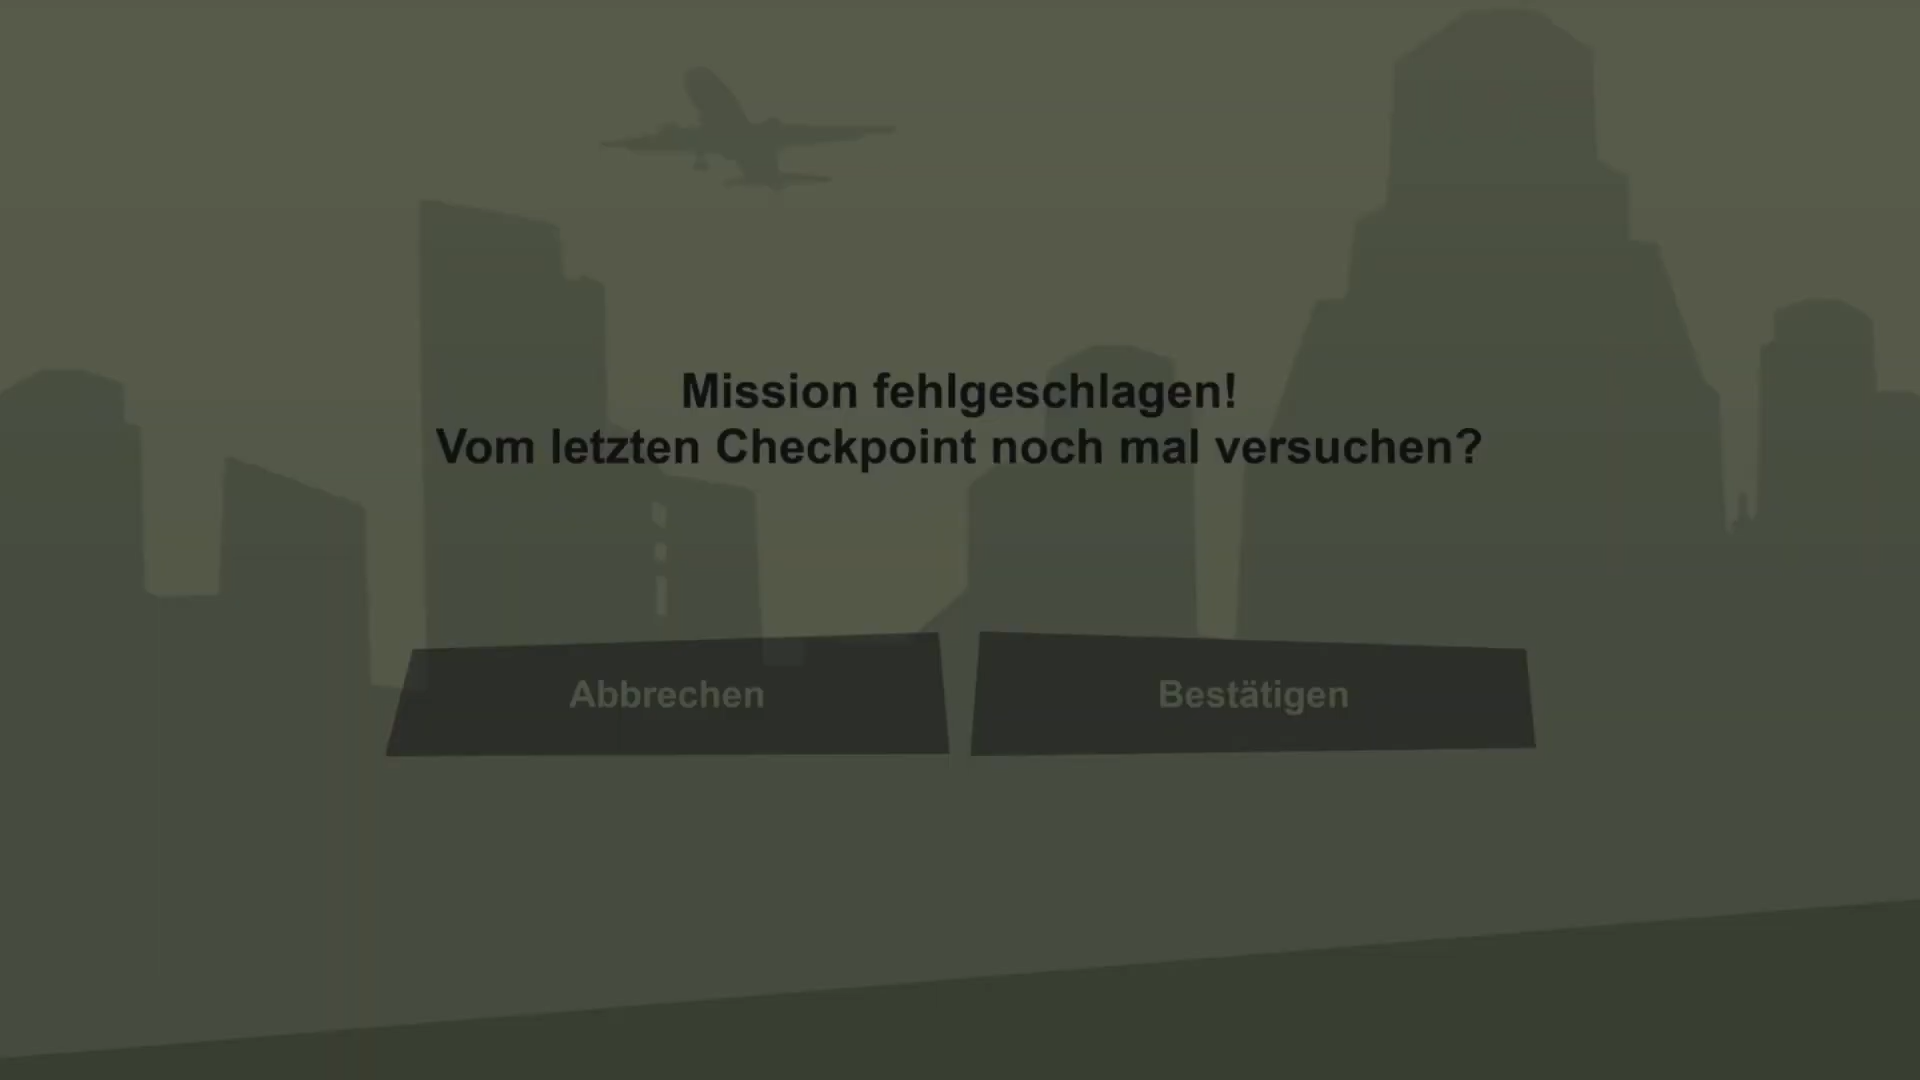 Mission fehlgeschlagen!
Vom letzten Checkpoint noch mal versuchen?
Abbrechen
Bestätigen